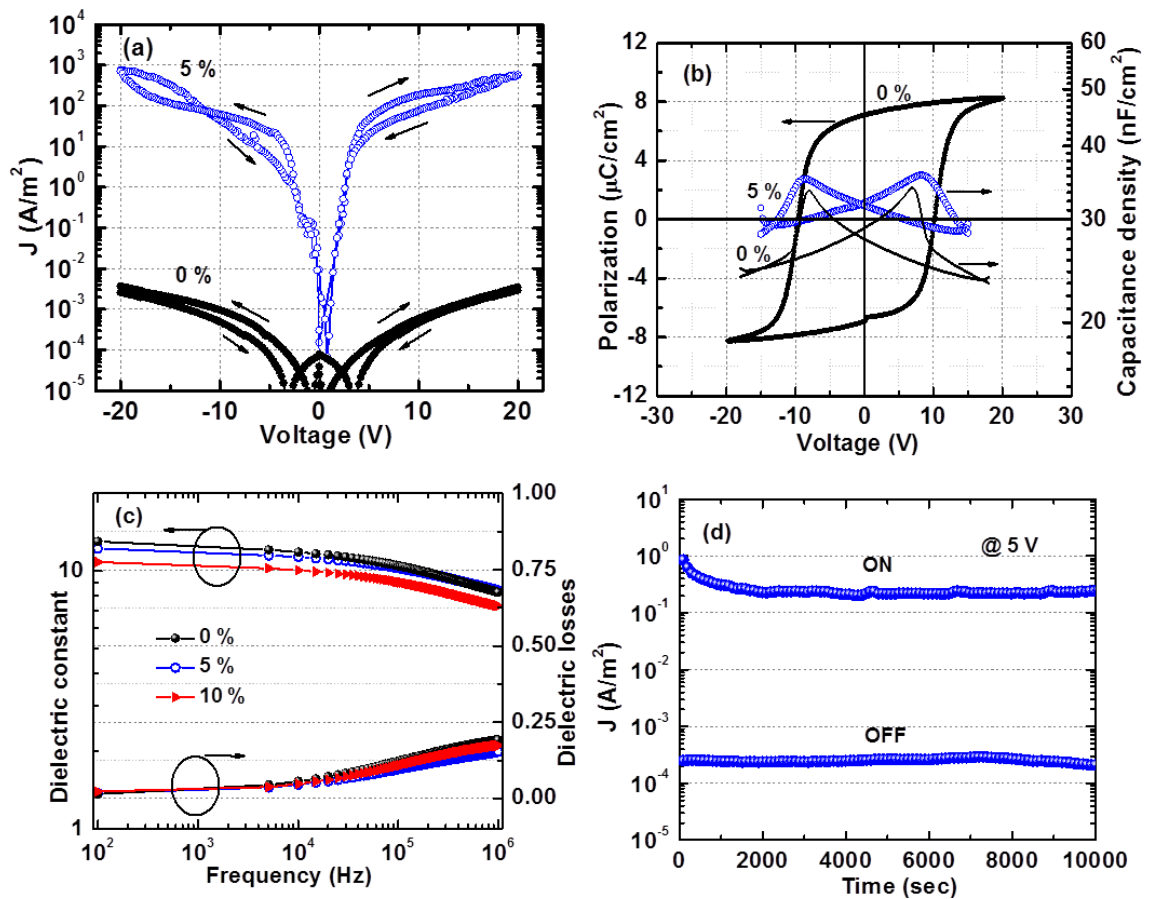 (a)
5 %
0 %
J (A/m²)
10⁴
10³
10²
10¹
10⁰
10⁻¹
10⁻²
10⁻³
10⁻⁴
10⁻⁵
-20 -10 0 10 20
Voltage (V)
(b)
0 %
5 %
0 %
Polarization (µC/cm²)
12
8
4
0
-4
-8
-12
Capacitance density (nF/cm²)
60
50
40
30
20
-30 -20 -10 0 10 20 30
Voltage (V)
(c)
0 %
5 %
10 %
Dielectric constant
10
1
Dielectric losses
1.00
0.75
0.50
0.25
0.00
10² 10³ 10⁴ 10⁵ 10⁶
Frequency (Hz)
(d)
@ 5 V
ON
OFF
J (A/m²)
10¹
10⁰
10⁻¹
10⁻²
10⁻³
10⁻⁴
10⁻⁵
0 2000 4000 6000 8000 10000
Time (sec)